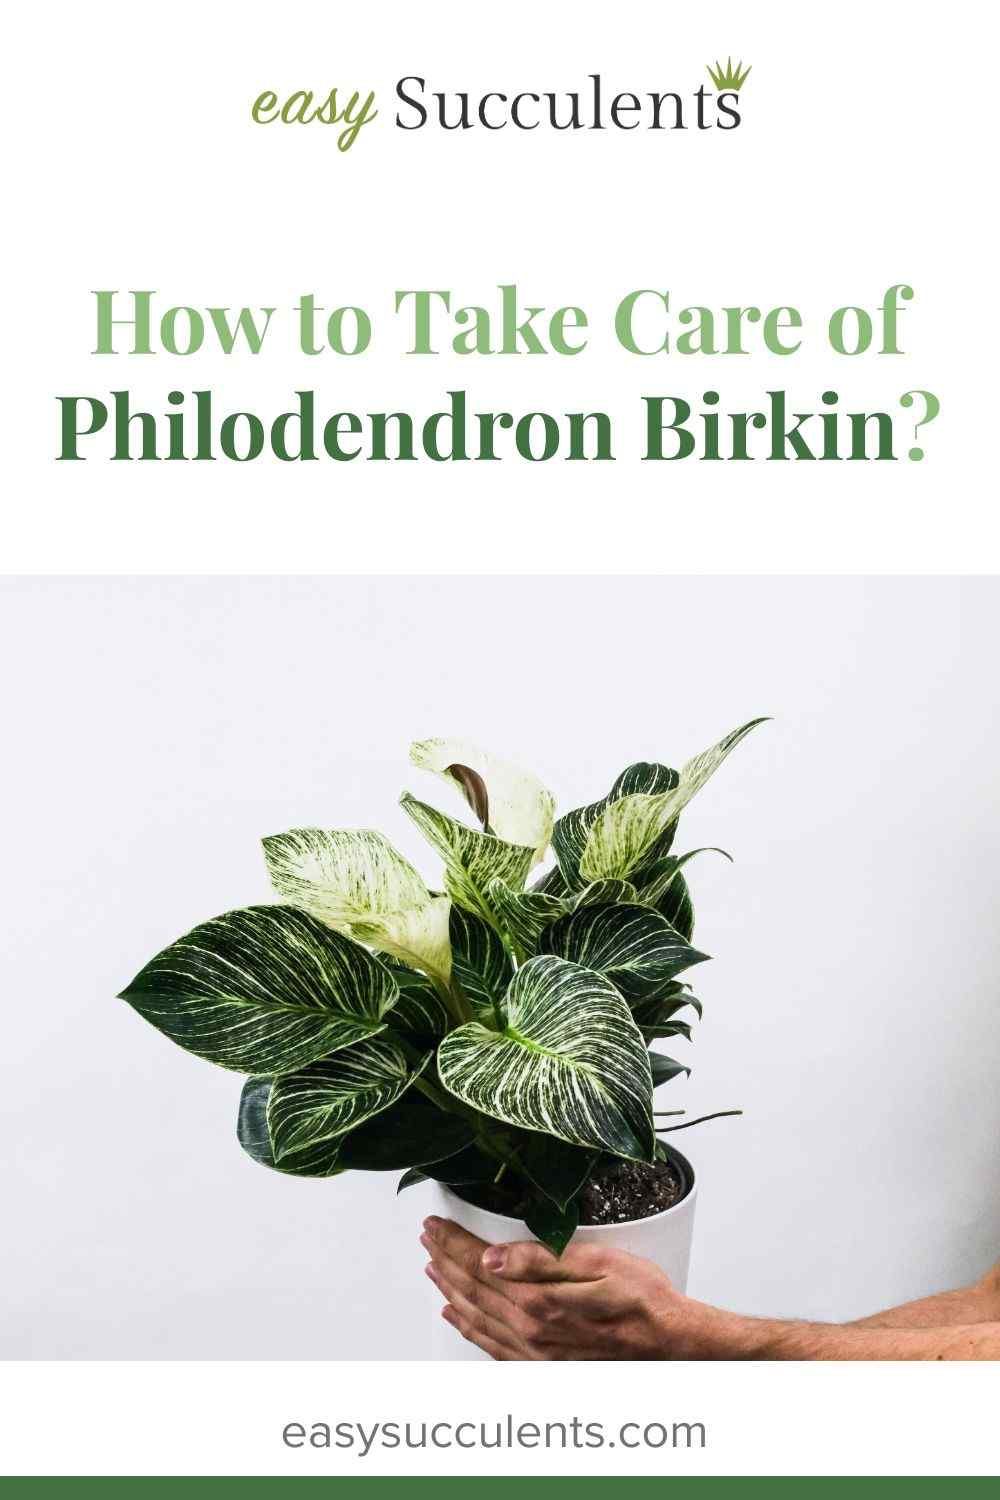 easy Succulents
How to Take Care of
Philodendron Birkin?
easysucculents.com